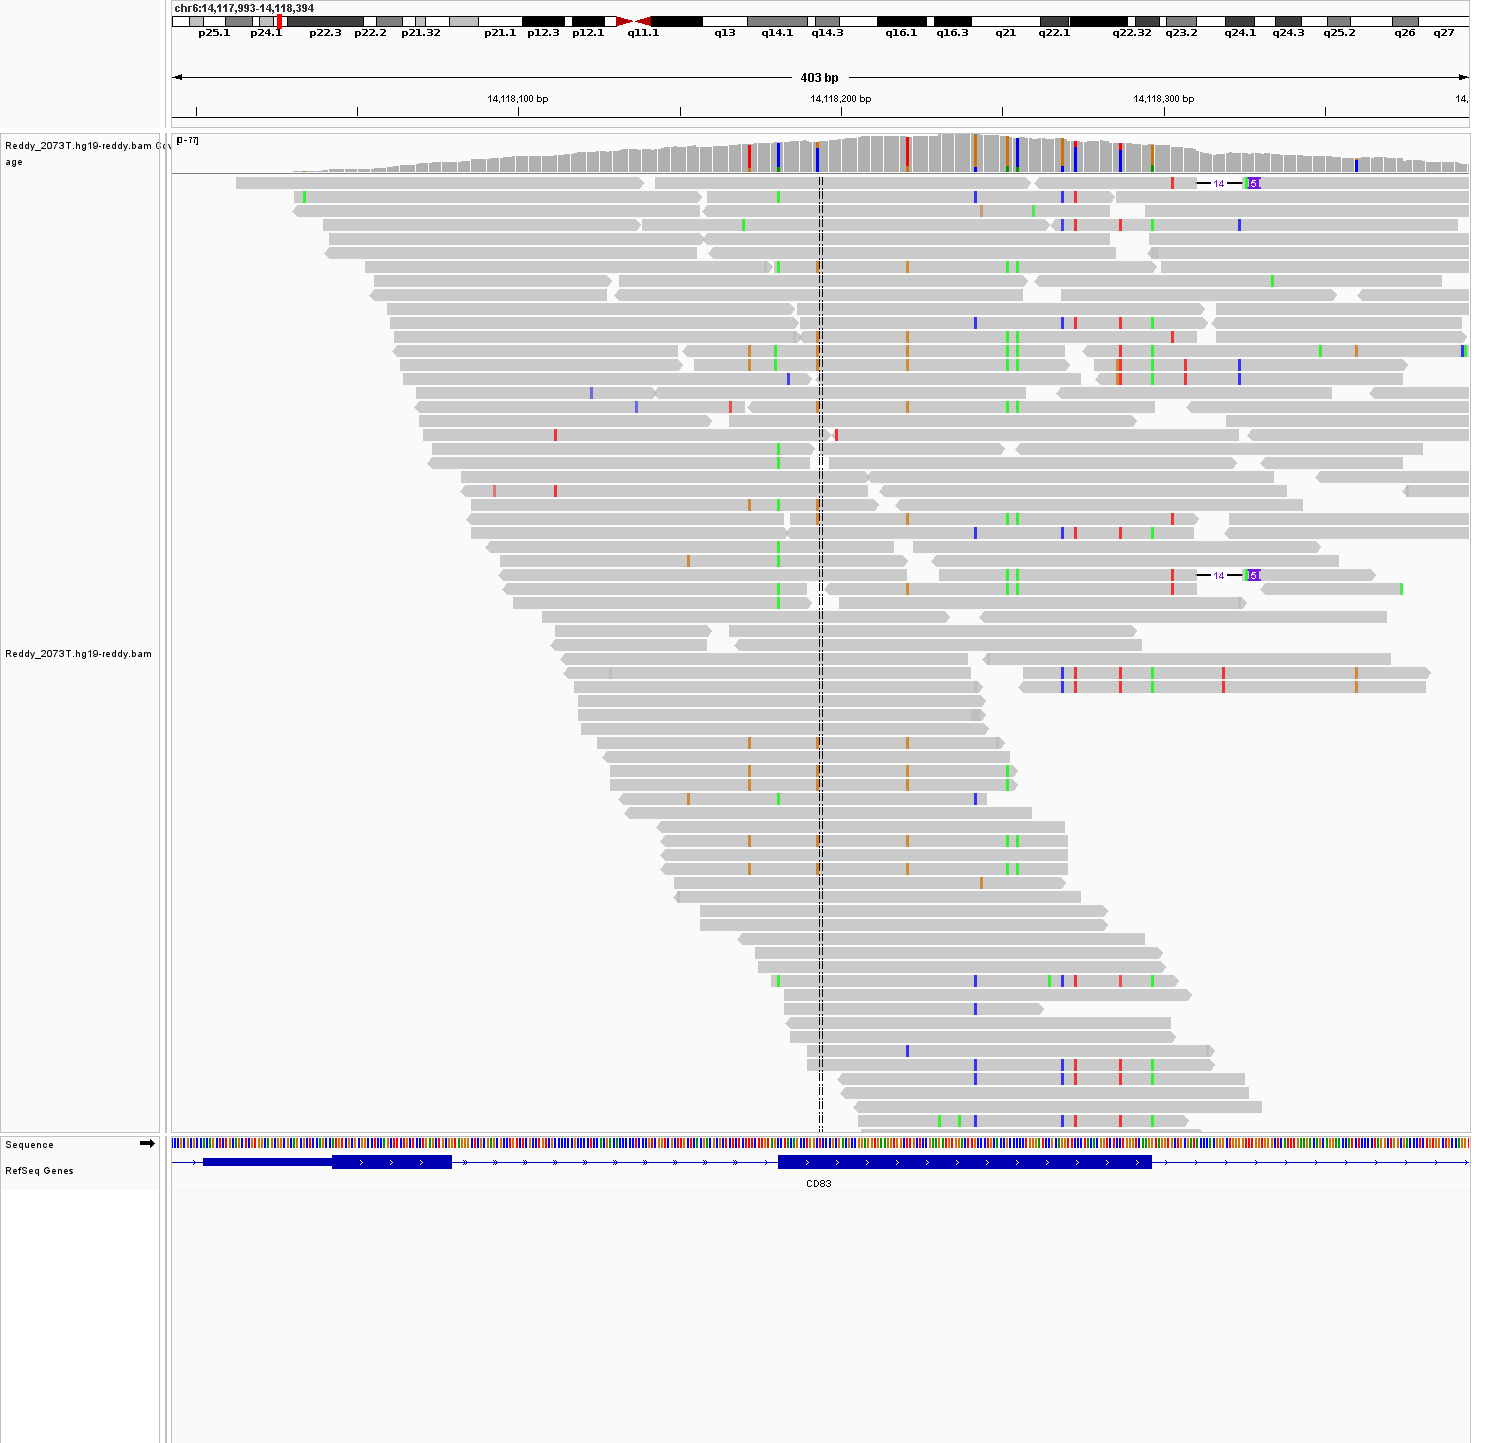 chr6:14,117,993-14,118,394
p25.1 p24.1 p22.3 p22.2 p21.32 p21.1 p12.3 p12.1 q11.1 q13 q14.1 q14.3 q16.1 q16.3 q21 q22.1 q22.32 q23.2 q24.1 q24.3 q25.2 q26 q27
403 bp
14,118,100 bp 14,118,200 bp 14,118,300 bp 14,
Reddy_2073T.hg19-reddy.bam Cov
age
[0-77]
14 5
14 5
Reddy_2073T.hg19-reddy.bam
Sequence
RefSeq Genes
CD83